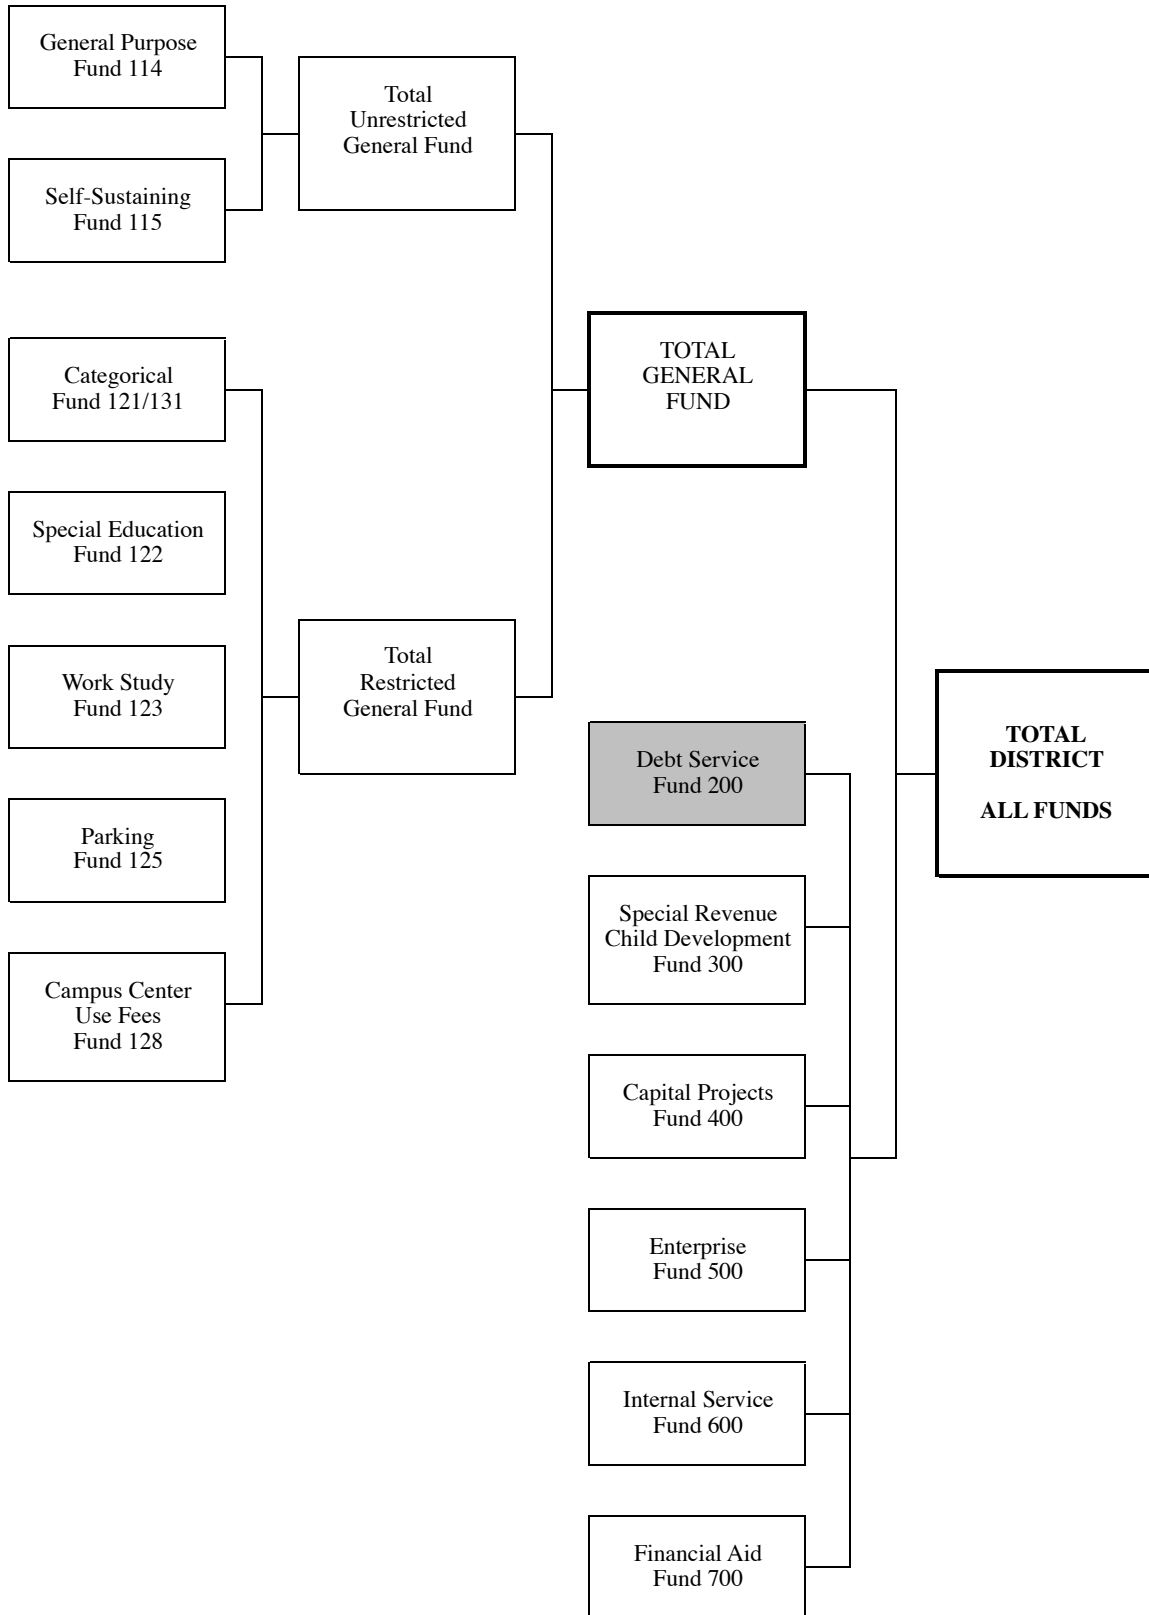 General Purpose
Fund 114
Self-Sustaining
Fund 115
Categorical
Fund 121/131
Special Education
Fund 122
Work Study
Fund 123
Parking
Fund 125
Campus Center
Use Fees
Fund 128
Total
Unrestricted
General Fund
Total
Restricted
General Fund
TOTAL
GENERAL
FUND
Debt Service
Fund 200
Special Revenue
Child Development
Fund 300
Capital Projects
Fund 400
Enterprise
Fund 500
Internal Service
Fund 600
Financial Aid
Fund 700
TOTAL
DISTRICT
ALL FUNDS